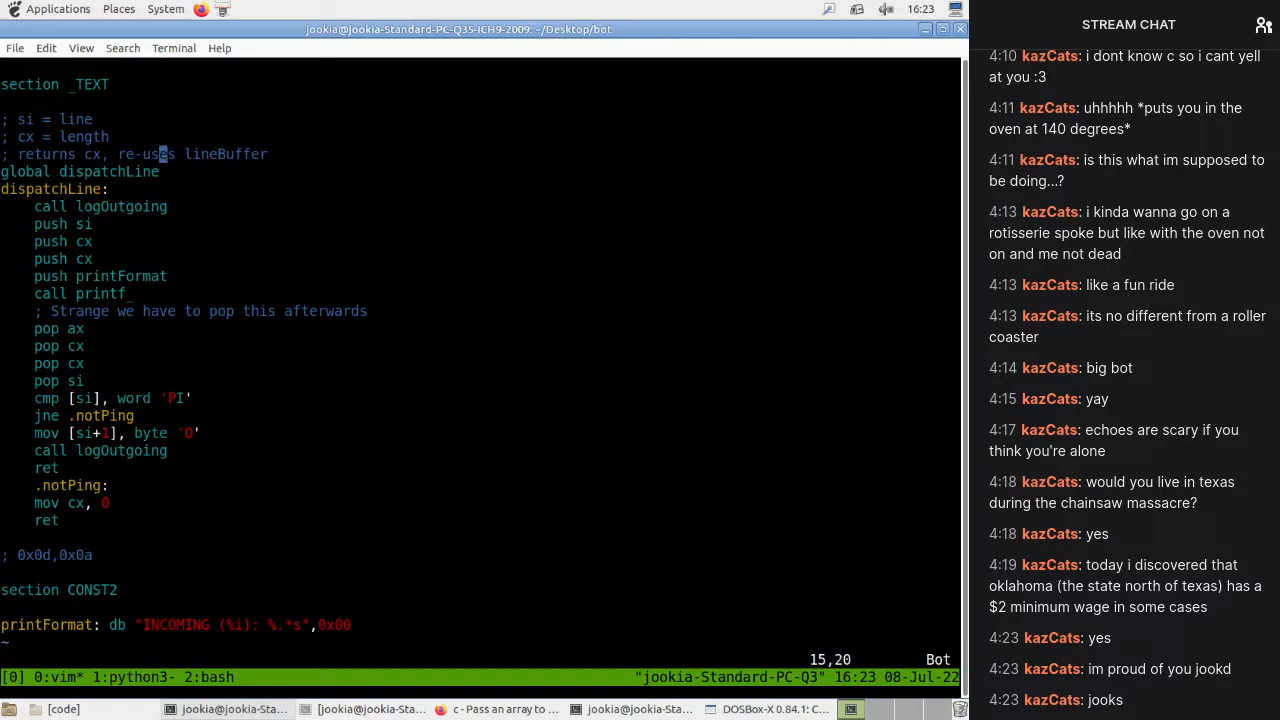 Applications Places System 16:23
jookia@jookia-Standard-PC-Q35-ICH9-2009: ~/Desktop/bot
File Edit View Search Terminal Help
section _TEXT
; si = line
; cx = length
; returns cx, re-uses lineBuffer
global dispatchLine
dispatchLine:
call logOutgoing
push si
push cx
push cx
push printFormat
call printf_
; Strange we have to pop this afterwards
pop ax
pop cx
pop cx
pop si
cmp [si], word 'PI'
jne .notPing
mov [si+1], byte 'O'
call logOutgoing
ret
.notPing:
mov cx, 0
ret
; 0x0d,0x0a
section CONST2
printFormat: db "INCOMING (%i): %.*s",0x00
~
15,20 Bot
[0] 0:vim* 1:python3- 2:bash "jookia-Standard-PC-Q3" 16:23 08-Jul-22
[code] jookia@jookia-Sta... [jookia@jookia-Sta... c - Pass an array to ... jookia@jookia-Sta... DOSBox-X 0.84.1: C...
STREAM CHAT
4:10 kazCats: i dont know c so i cant yell
at you :3
4:11 kazCats: uhhhhh *puts you in the
oven at 140 degrees*
4:11 kazCats: is this what im supposed to
be doing...?
4:13 kazCats: i kinda wanna go on a
rotisserie spoke but like with the oven not
on and me not dead
4:13 kazCats: like a fun ride
4:13 kazCats: its no different from a roller
coaster
4:14 kazCats: big bot
4:15 kazCats: yay
4:17 kazCats: echoes are scary if you
think you're alone
4:18 kazCats: would you live in texas
during the chainsaw massacre?
4:18 kazCats: yes
4:19 kazCats: today i discovered that
oklahoma (the state north of texas) has a
$2 minimum wage in some cases
4:23 kazCats: yes
4:23 kazCats: im proud of you jookd
4:23 kazCats: jooks